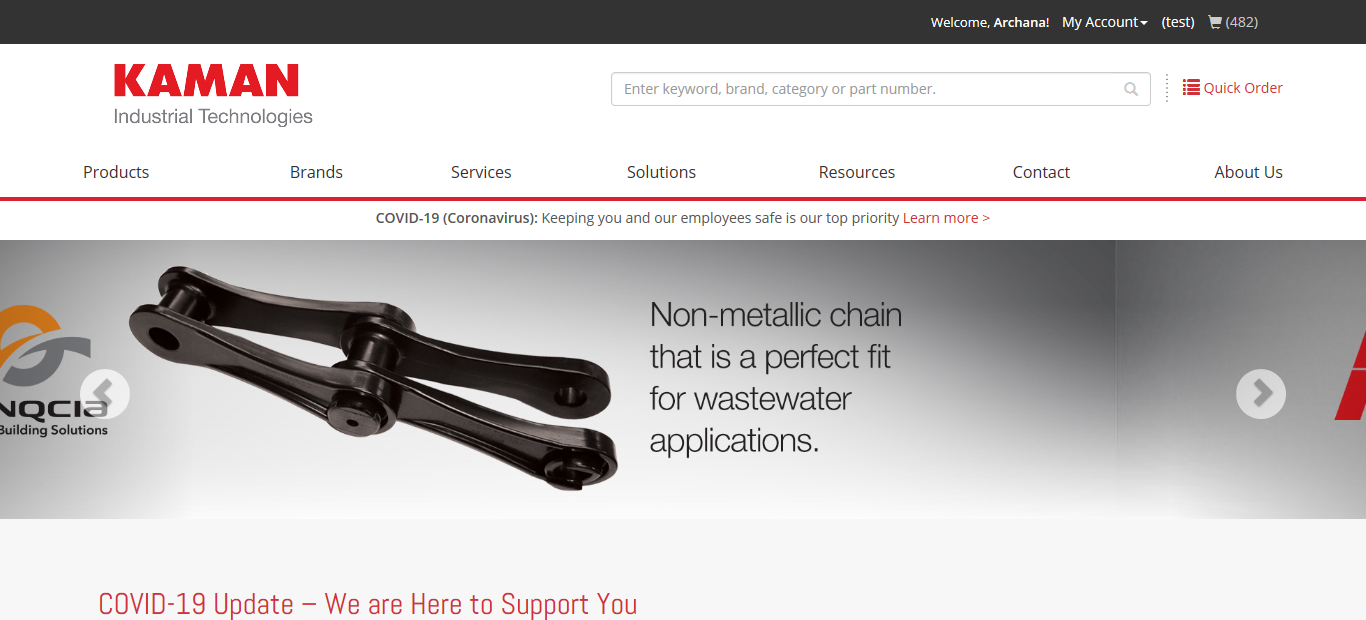 Welcome, Archana! My Account (test) (482)
KAMAN
Industrial Technologies
Enter keyword, brand, category or part number.
Quick Order
Products Brands Services Solutions Resources Contact About Us
COVID-19 (Coronavirus): Keeping you and our employees safe is our top priority Learn more >
Non-metallic chain
that is a perfect fit
for wastewater
applications.
NQCIA
Building Solutions
COVID-19 Update – We are Here to Support You